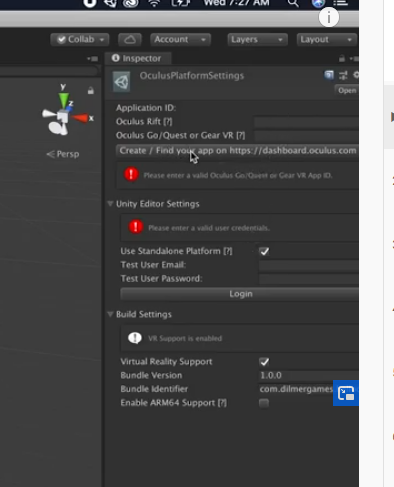 Wed 7:27 AM
Collab
Account
Layers
Layout
Inspector
OculusPlatformSettings
Open
Application ID:
Oculus Rift [?]
Oculus Go/Quest or Gear VR [?]
Create / Find your app on https://dashboard.oculus.com
Please enter a valid Oculus Go/Quest or Gear VR App ID.
Unity Editor Settings
Please enter a valid user credentials.
Use Standalone Platform [?]
Test User Email:
Test User Password:
Login
Build Settings
VR Support is enabled
Virtual Reality Support
Bundle Version
1.0.0
Bundle Identifier
com.dilmergames
Enable ARM64 Support [?]
y
z
x
Persp